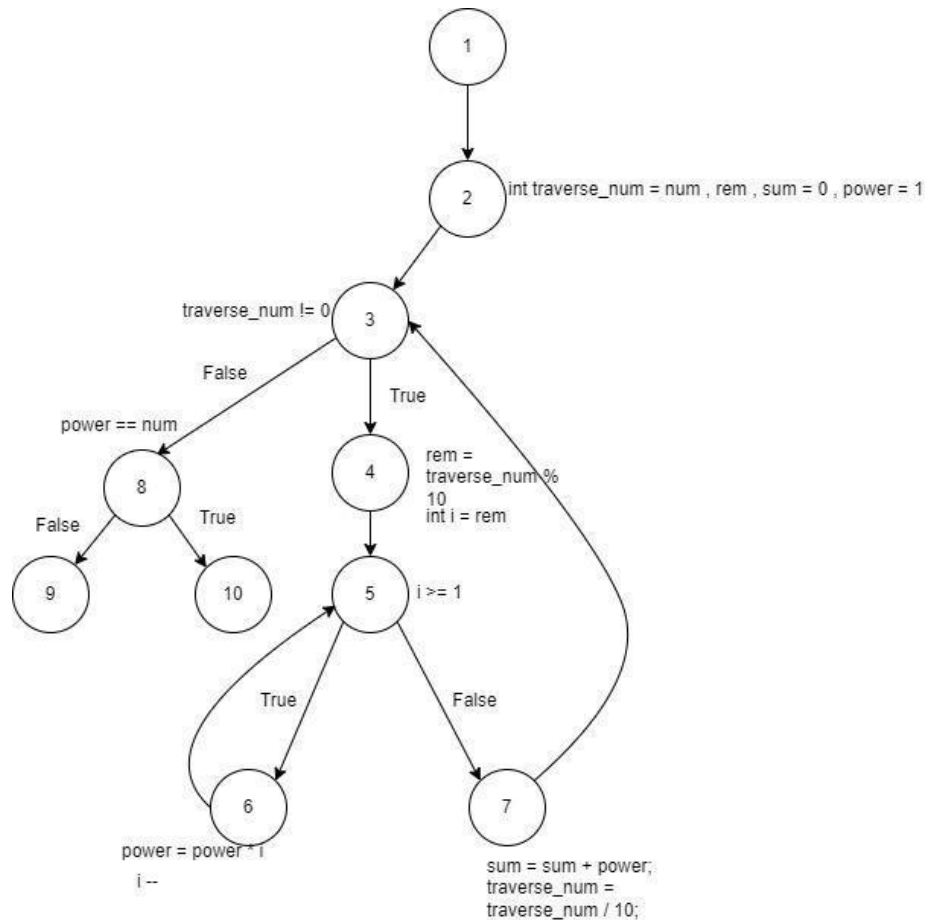 1
2
int traverse_num = num , rem , sum = 0 , power = 1
traverse_num != 0
3
False
True
power == num
4
rem =
traverse_num %
10
int i = rem
8
False
True
9
10
5
i >= 1
True
False
6
7
power = power * i
i --
sum = sum + power;
traverse_num =
traverse_num / 10;